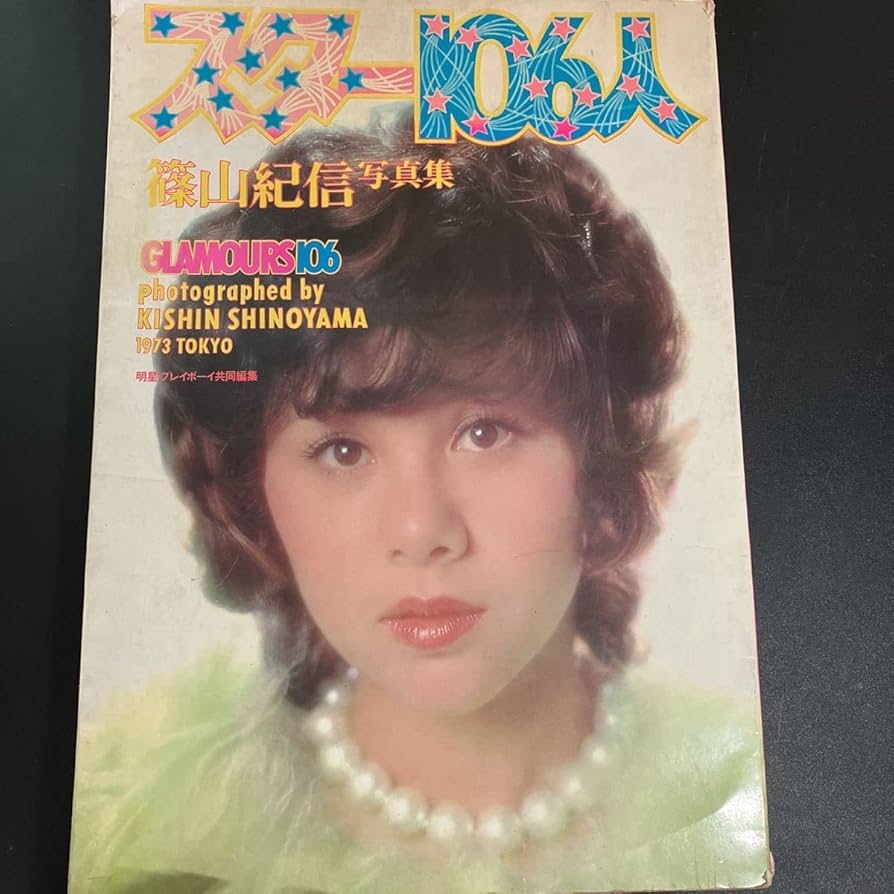 スター106人
篠山紀信写真集
GLAMOURS106
photographed by
KISHIN SHINOYAMA
1973 TOKYO
明星 プレイボーイ共同編集